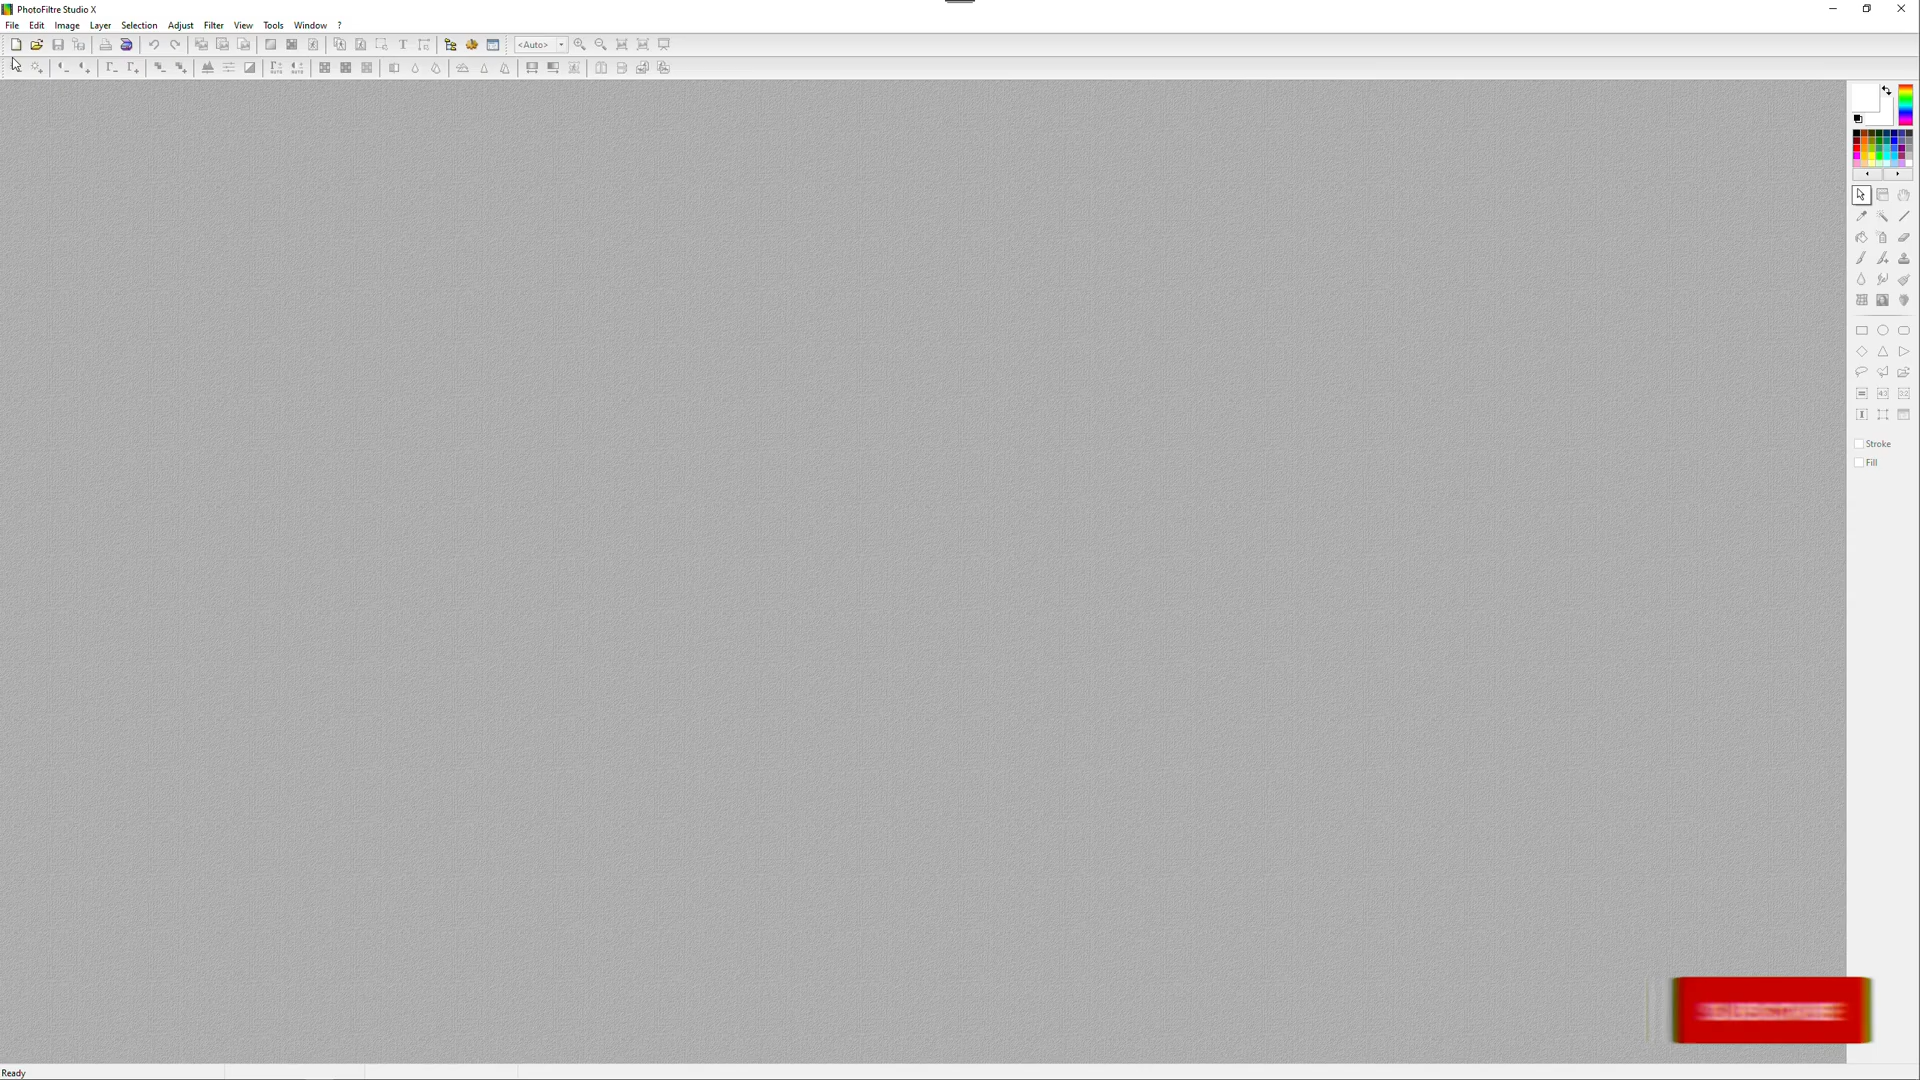 PhotoFiltre Studio X
File Edit Image Layer Selection Adjust Filter View Tools Window ?
<Auto>
Stroke
Fill
Ready